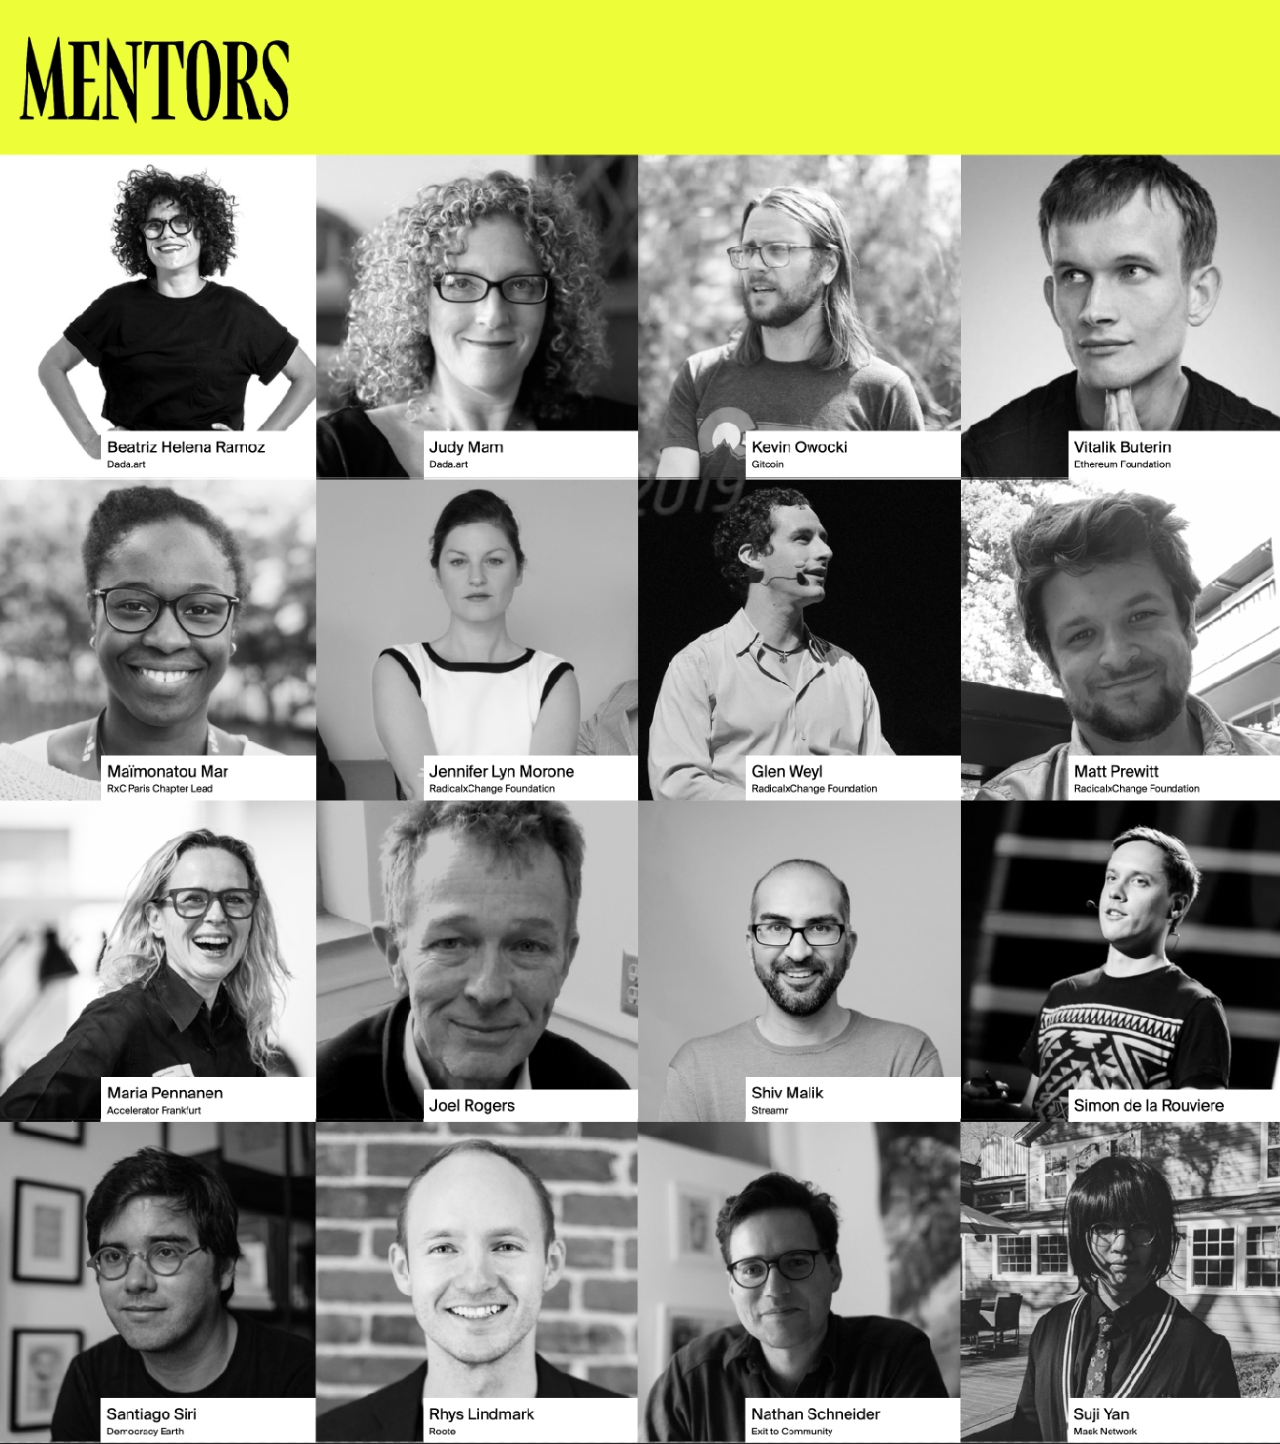 MENTORS
Beatriz Helena Ramoz
Dada.art
Judy Mam
Dada.art
Kevin Owocki
Gitcoin
Vitalik Buterin
Ethereum Foundation
2019
Maïmonatou Mar
RxC Paris Chapter Lead
Jennifer Lyn Morone
RadicalxChange Foundation
Glen Weyl
RadicalxChange Foundation
Matt Prewitt
RadicalxChange Foundation
Maria Pennanen
Accelerator Frankfurt
Joel Rogers
Shiv Malik
Streamr
Simon de la Rouviere
Santiago Siri
Democracy Earth
Rhys Lindmark
Roote
Nathan Schneider
Exit to Community
Suji Yan
Mask Network